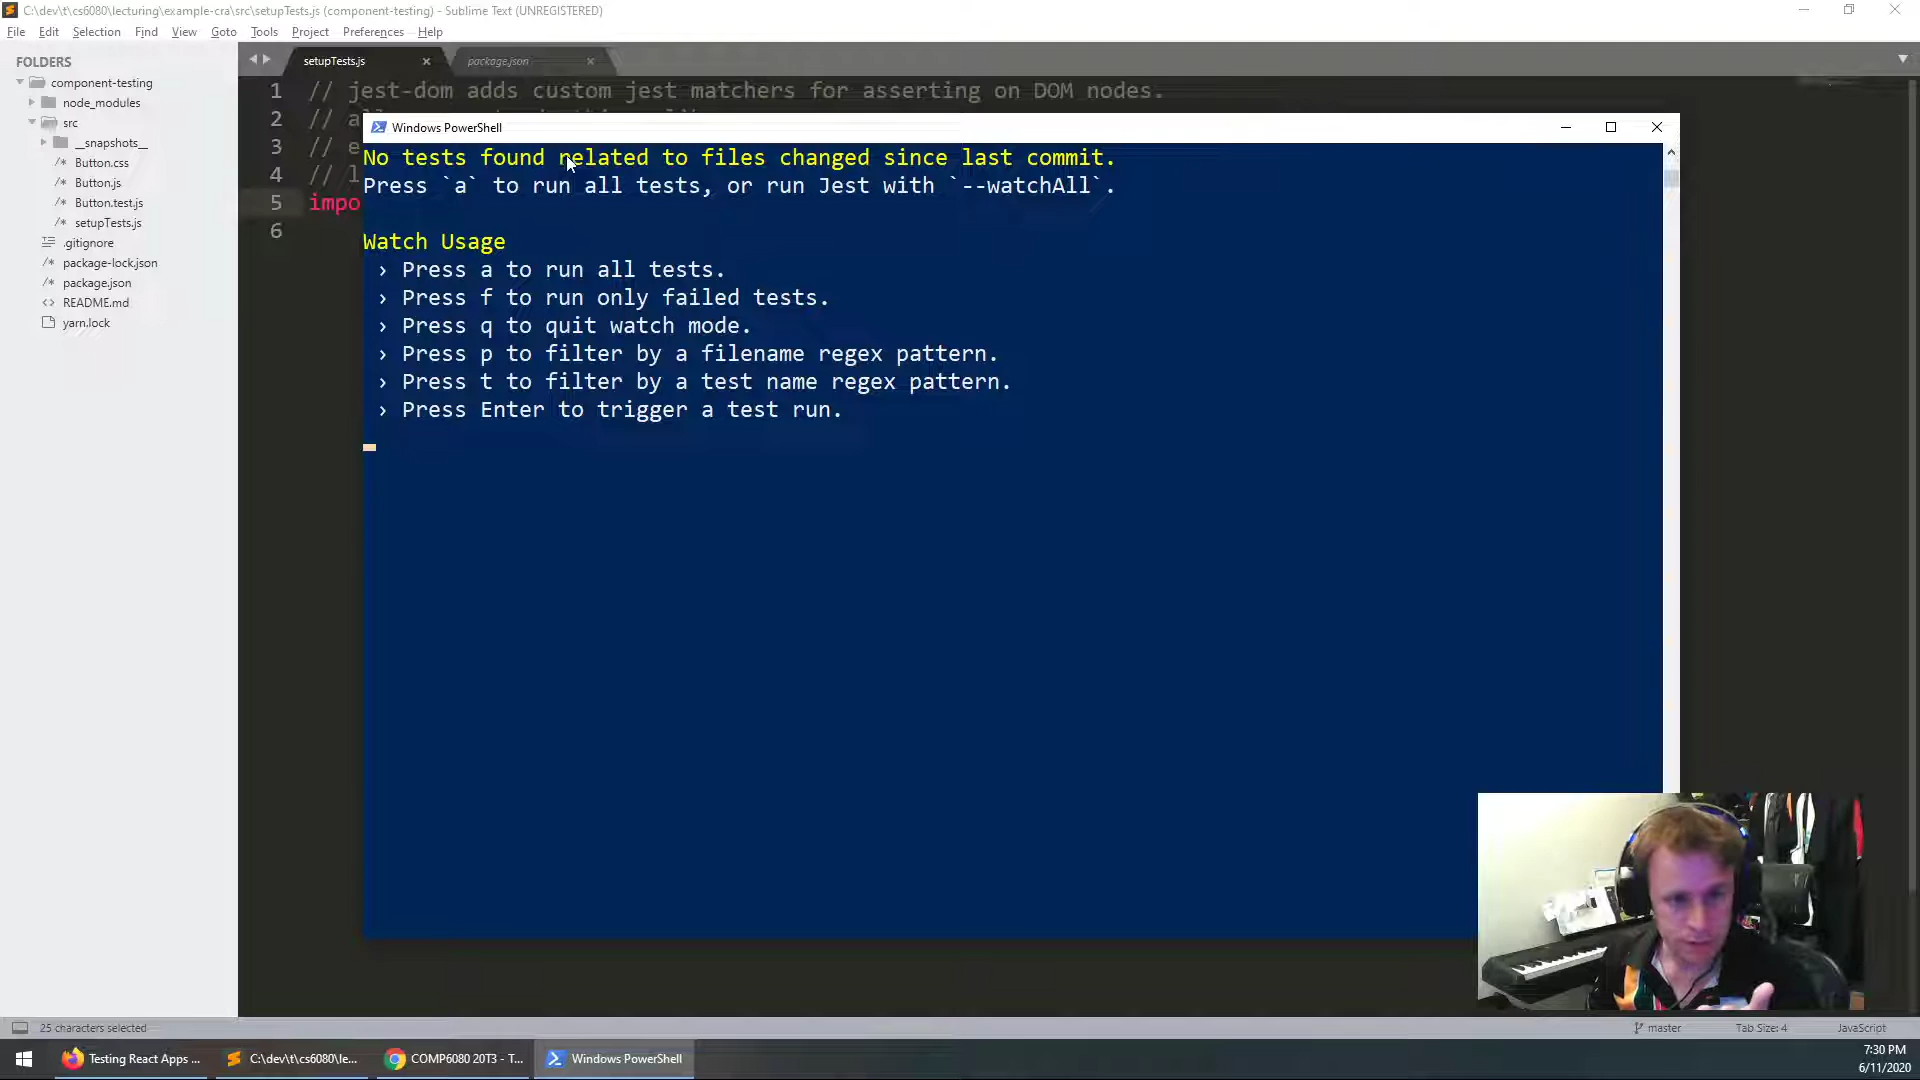 C:\dev\t\cs6080\lecturing\example-cra\src\setupTests.js (component-testing) - Sublime Text (UNREGISTERED)
File Edit Selection Find View Goto Tools Project Preferences Help
FOLDERS
component-testing
node_modules
src
__snapshots__
Button.css
Button.js
Button.test.js
setupTests.js
.gitignore
package-lock.json
package.json
README.md
yarn.lock
setupTests.js
package.json
1 // jest-dom adds custom jest matchers for asserting on DOM nodes.
2 // a
3 // e
4 // l
5 impo
6
Windows PowerShell
No tests found related to files changed since last commit.
Press `a` to run all tests, or run Jest with `--watchAll`.
Watch Usage
› Press a to run all tests.
› Press f to run only failed tests.
› Press q to quit watch mode.
› Press p to filter by a filename regex pattern.
› Press t to filter by a test name regex pattern.
› Press Enter to trigger a test run.
25 characters selected
master
Tab Size: 4
JavaScript
Testing React Apps ...
C:\dev\t\cs6080\le...
COMP6080 20T3 - T...
Windows PowerShell
7:30 PM
6/11/2020